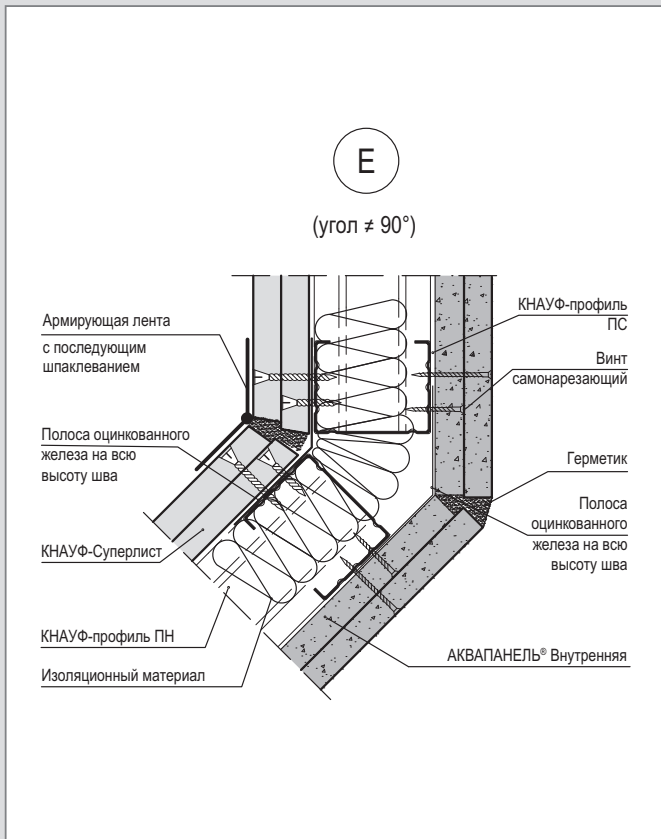 Е
(угол ≠ 90°)
Армирующая лента
с последующим
шпаклеванием
Полоса оцинкованного
железа на всю
высоту шва
КНАУФ-Суперлист
КНАУФ-профиль ПН
Изоляционный материал
КНАУФ-профиль
ПС
Винт
самонарезающий
Герметик
Полоса
оцинкованного
железа на всю
высоту шва
АКВАПАНЕЛЬ® Внутренняя